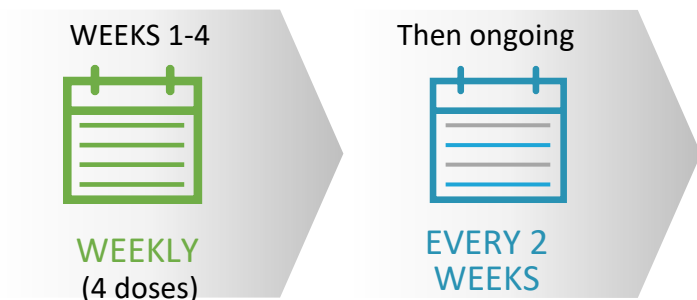 WEEKS 1-4
WEEKLY
(4 doses)
Then ongoing
EVERY 2
WEEKS